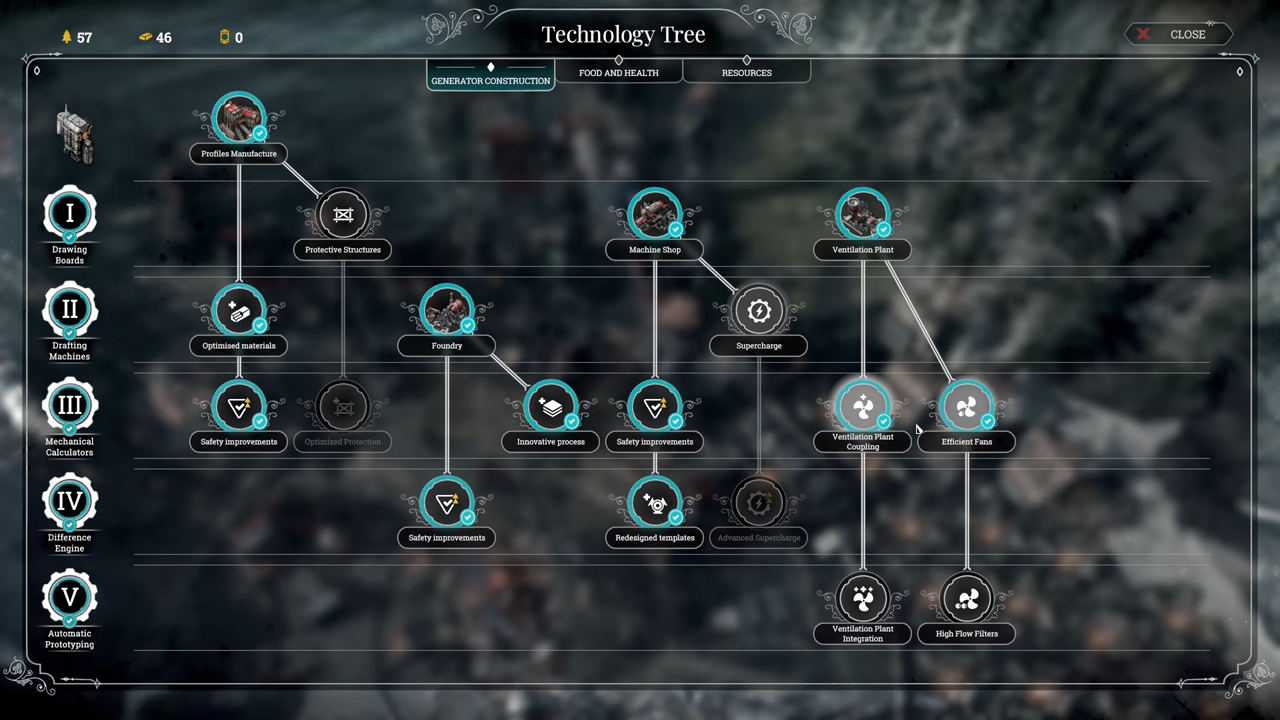 57
46
0
Technology Tree
CLOSE
GENERATOR CONSTRUCTION
FOOD AND HEALTH
RESOURCES
Profiles Manufacture
I
Drawing
Boards
Protective Structures
Machine Shop
Ventilation Plant
II
Drafting
Machines
Optimised materials
Foundry
Supercharge
III
Mechanical
Calculators
Safety improvements
Optimized Protection
Innovative process
Safety improvements
Ventilation Plant
Coupling
Efficient Fans
IV
Difference
Engine
Safety improvements
Redesigned templates
Advanced Supercharge
V
Automatic
Prototyping
Ventilation Plant
Integration
High Flow Filters